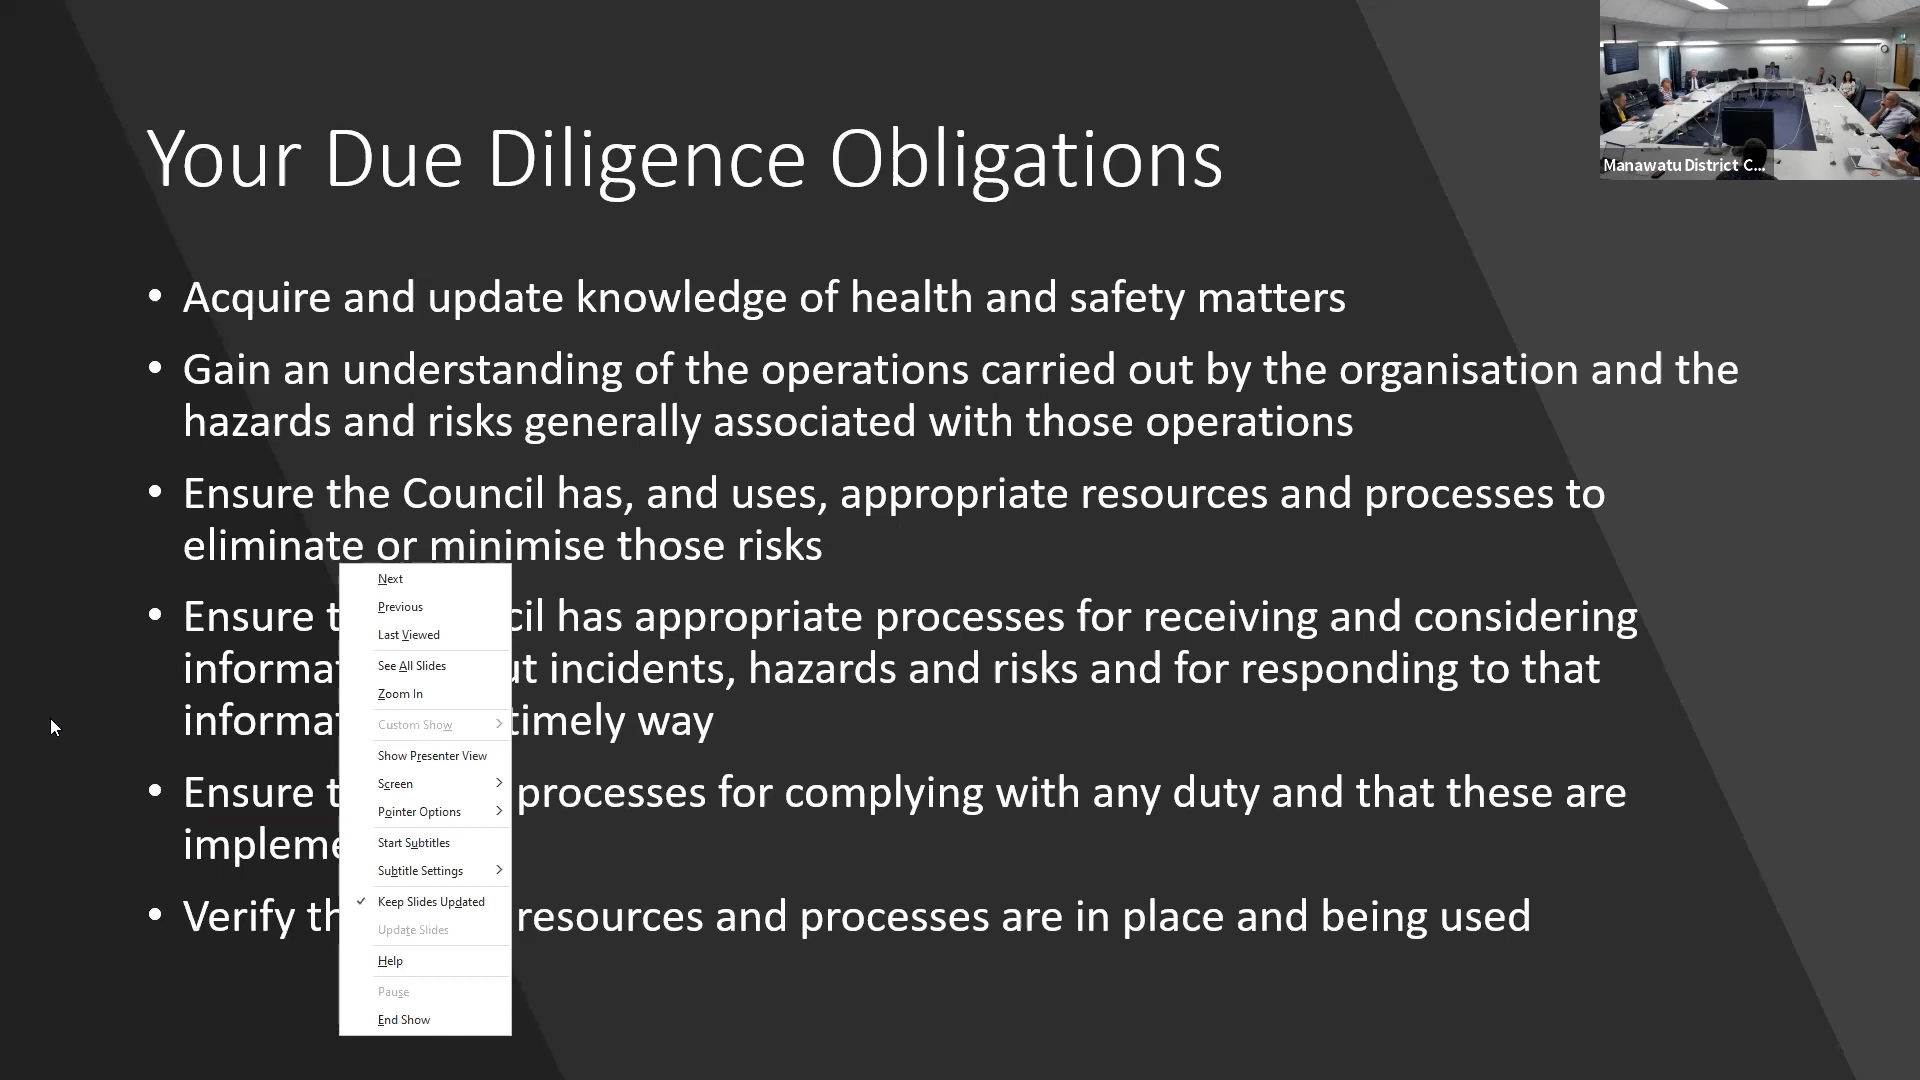 Your Due Diligence Obligations
Manawatu District C...
• Acquire and update knowledge of health and safety matters
• Gain an understanding of the operations carried out by the organisation and the
hazards and risks generally associated with those operations
• Ensure the Council has, and uses, appropriate resources and processes to
eliminate or minimise those risks
• Ensure t cil has appropriate processes for receiving and considering
informat ut incidents, hazards and risks and for responding to that
informat timely way
• Ensure t processes for complying with any duty and that these are
impleme
• Verify th resources and processes are in place and being used
Next
Previous
Last Viewed
See All Slides
Zoom In
Custom Show
Show Presenter View
Screen
Pointer Options
Start Subtitles
Subtitle Settings
Keep Slides Updated
Update Slides
Help
Pause
End Show